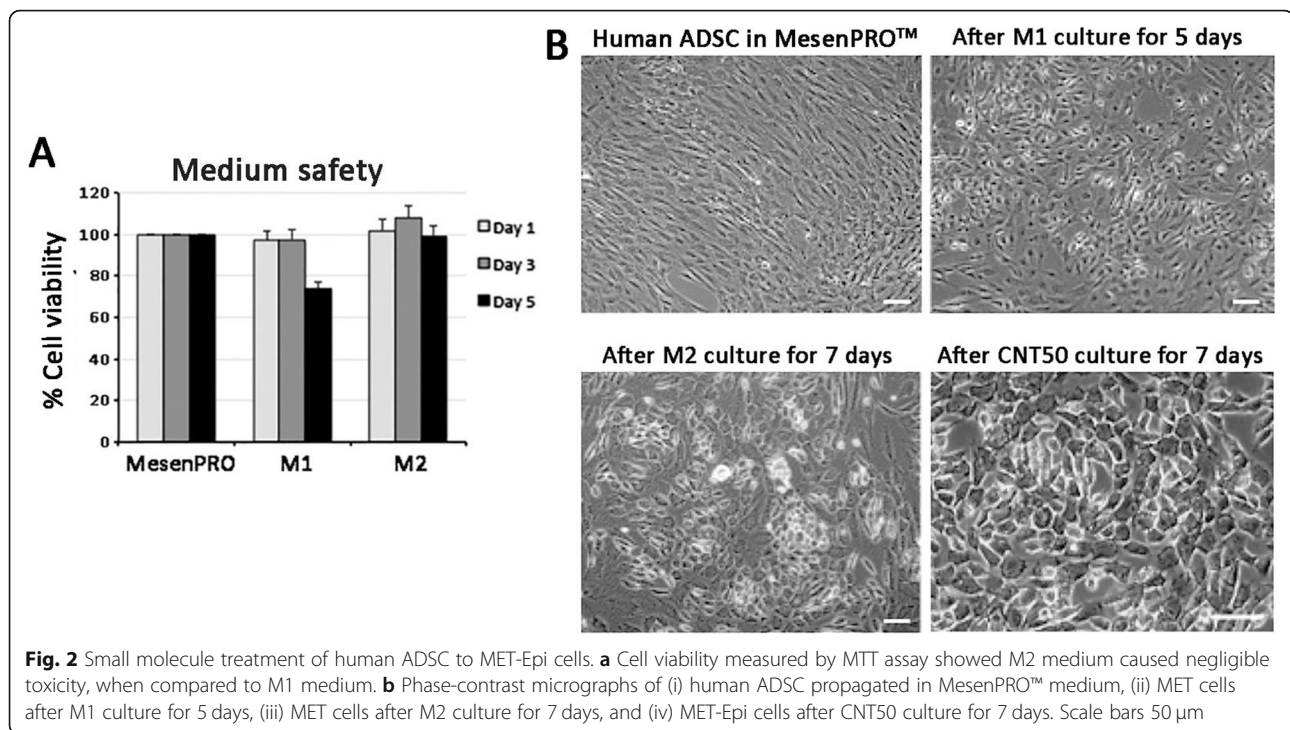 A
Medium safety
% Cell viability
120
100
80
60
40
20
0
MesenPRO M1 M2
Day 1
Day 3
Day 5
B
Human ADSC in MesenPRO™
After M1 culture for 5 days
After M2 culture for 7 days
After CNT50 culture for 7 days
Fig. 2 Small molecule treatment of human ADSC to MET-Epi cells. a Cell viability measured by MTT assay showed M2 medium caused negligible
toxicity, when compared to M1 medium. b Phase-contrast micrographs of (i) human ADSC propagated in MesenPRO™ medium, (ii) MET cells
after M1 culture for 5 days, (iii) MET cells after M2 culture for 7 days, and (iv) MET-Epi cells after CNT50 culture for 7 days. Scale bars 50 μm